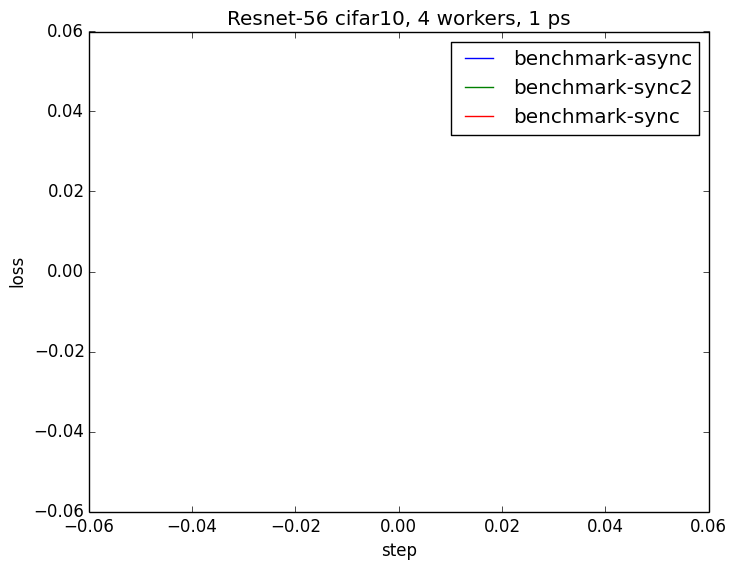 Resnet-56 cifar10, 4 workers, 1 ps
0.06
0.04
0.02
0.00
−0.02
−0.04
−0.06
loss
benchmark-async
benchmark-sync2
benchmark-sync
−0.06
−0.04
−0.02
0.00
0.02
0.04
0.06
step